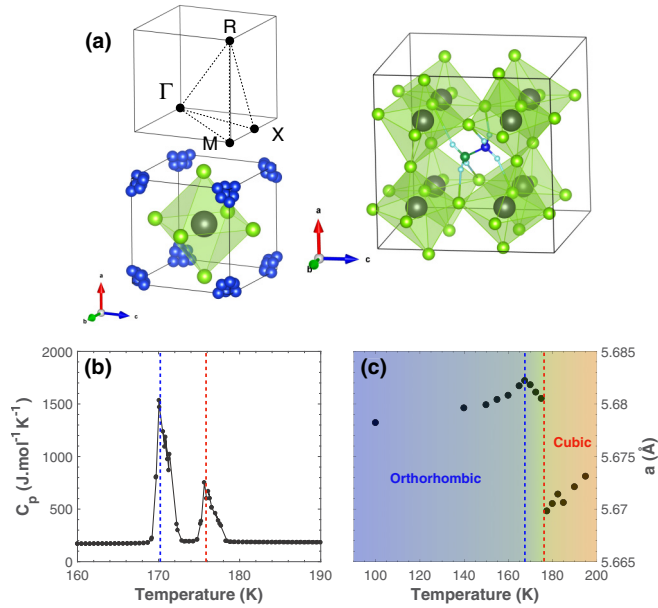 (a)
R
Γ
X
M
a
b
c
a
b
c
(b)
2000
1500
1000
500
0
C_p (J.mol⁻¹ K⁻¹)
160
170
180
190
Temperature (K)
(c)
Orthorhombic
Cubic
5.685
5.68
5.675
5.67
5.665
a (Å)
100
120
140
160
180
200
Temperature (K)